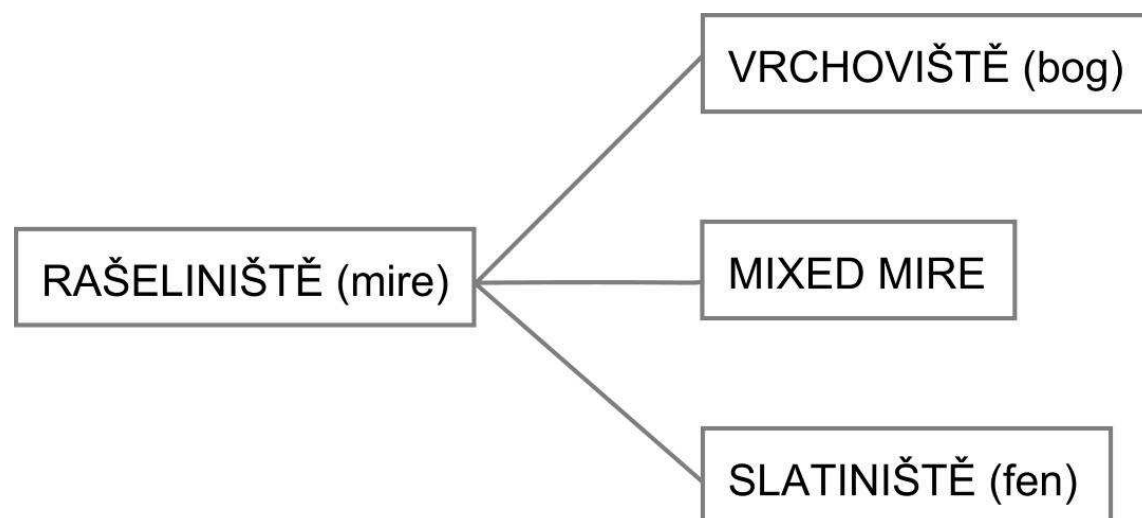 VRCHOVIŠTĚ (bog)
RAŠELINIŠTĚ (mire)
MIXED MIRE
SLATINIŠTĚ (fen)